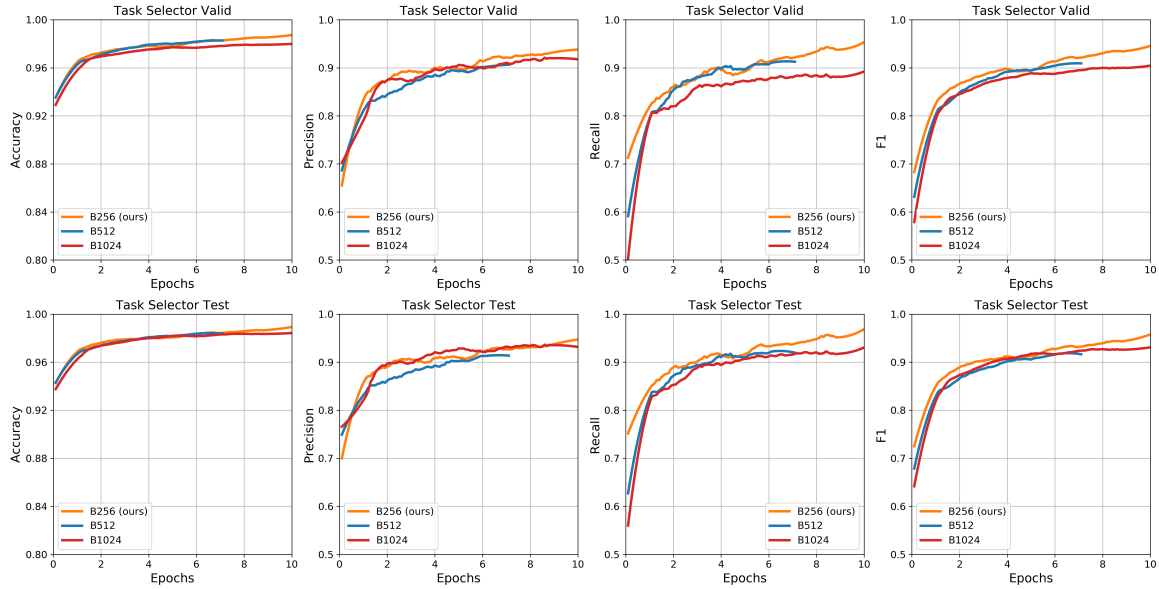 Task Selector Valid
1.00
0.96
0.92
0.88
0.84
0.80
Accuracy
B256 (ours)
B512
B1024
0 2 4 6 8 10
Epochs
Task Selector Valid
1.0
0.9
0.8
0.7
0.6
0.5
Precision
B256 (ours)
B512
B1024
0 2 4 6 8 10
Epochs
Task Selector Valid
1.0
0.9
0.8
0.7
0.6
0.5
Recall
B256 (ours)
B512
B1024
0 2 4 6 8 10
Epochs
Task Selector Valid
1.0
0.9
0.8
0.7
0.6
0.5
F1
B256 (ours)
B512
B1024
0 2 4 6 8 10
Epochs
Task Selector Test
1.00
0.96
0.92
0.88
0.84
0.80
Accuracy
B256 (ours)
B512
B1024
0 2 4 6 8 10
Epochs
Task Selector Test
1.0
0.9
0.8
0.7
0.6
0.5
Precision
B256 (ours)
B512
B1024
0 2 4 6 8 10
Epochs
Task Selector Test
1.0
0.9
0.8
0.7
0.6
0.5
Recall
B256 (ours)
B512
B1024
0 2 4 6 8 10
Epochs
Task Selector Test
1.0
0.9
0.8
0.7
0.6
0.5
F1
B256 (ours)
B512
B1024
0 2 4 6 8 10
Epochs